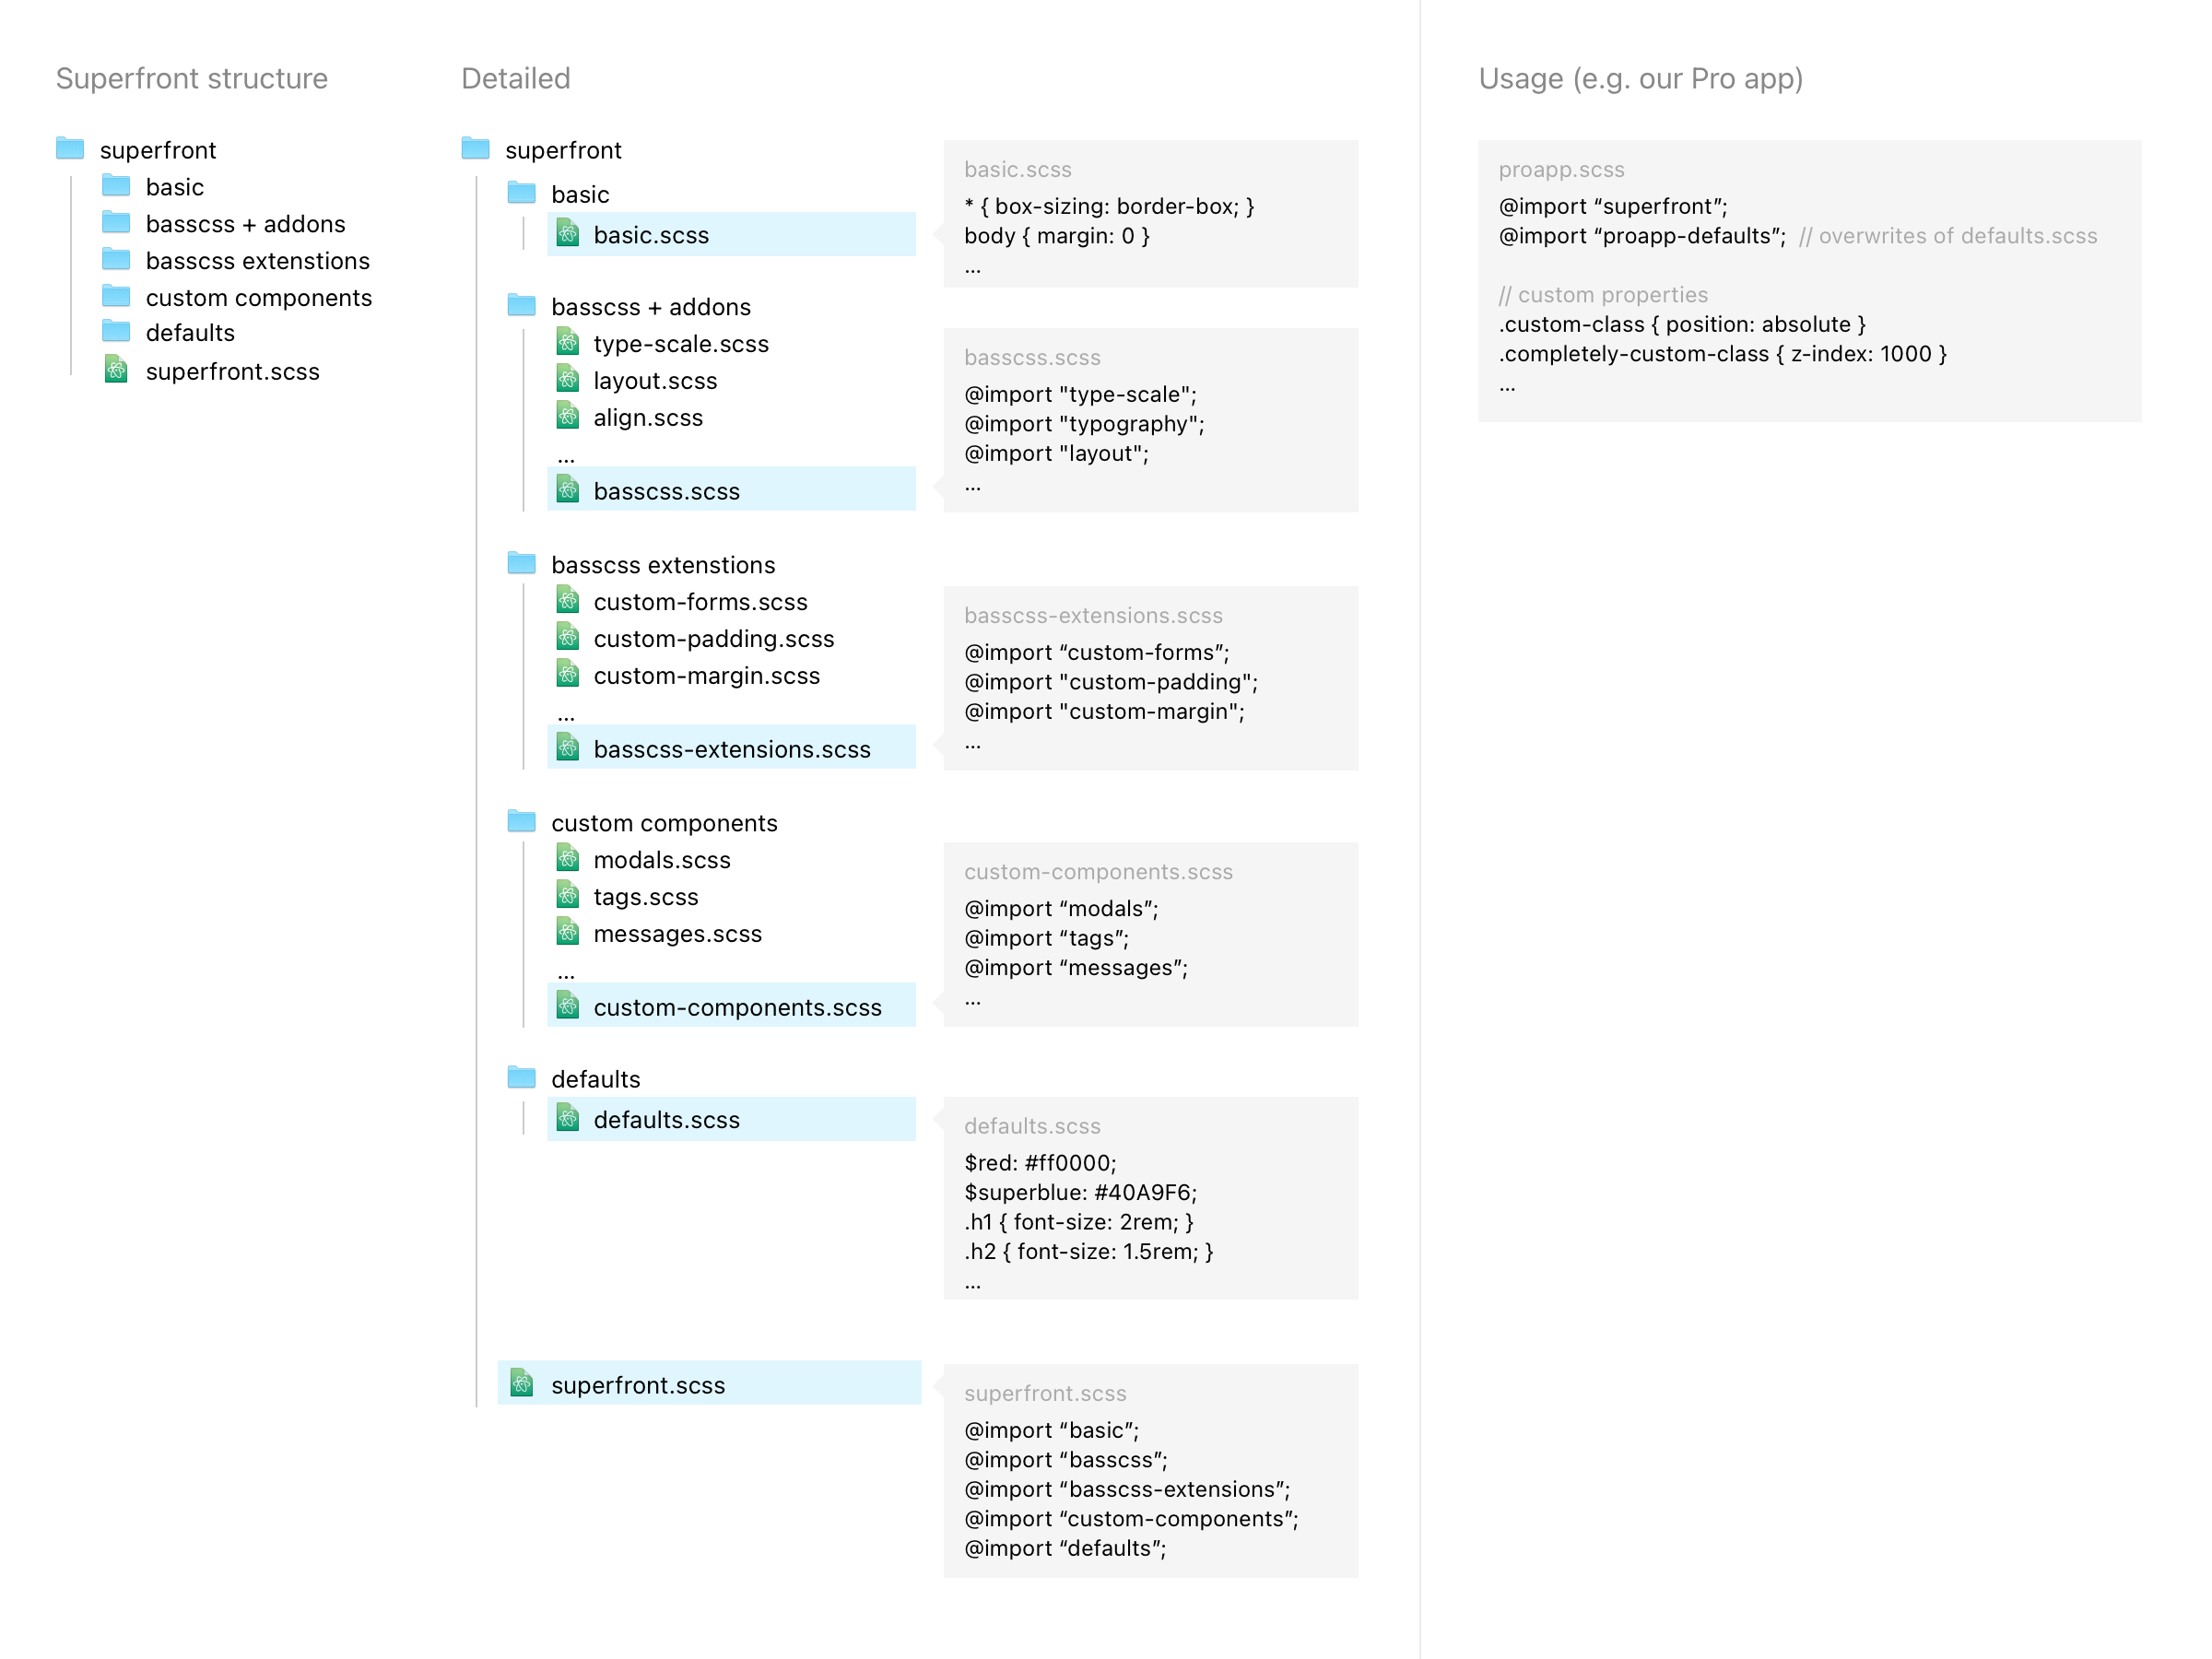 Superfront structure
superfront
basic
basscss + addons
basscss extenstions
custom components
defaults
superfront.scss
Detailed
superfront
basic
basic.scss
basscss + addons
type-scale.scss
layout.scss
align.scss
...
basscss.scss
basscss extenstions
custom-forms.scss
custom-padding.scss
custom-margin.scss
...
basscss-extensions.scss
custom components
modals.scss
tags.scss
messages.scss
...
custom-components.scss
defaults
defaults.scss
superfront.scss
basic.scss
* { box-sizing: border-box; }
body { margin: 0 }
...
basscss.scss
@import "type-scale";
@import "typography";
@import "layout";
...
basscss-extensions.scss
@import “custom-forms”;
@import "custom-padding";
@import "custom-margin";
...
custom-components.scss
@import “modals”;
@import “tags”;
@import “messages”;
...
defaults.scss
$red: #ff0000;
$superblue: #40A9F6;
.h1 { font-size: 2rem; }
.h2 { font-size: 1.5rem; }
...
superfront.scss
@import “basic”;
@import “basscss”;
@import “basscss-extensions”;
@import “custom-components”;
@import “defaults”;
Usage (e.g. our Pro app)
proapp.scss
@import “superfront”;
@import “proapp-defaults”; // overwrites of defaults.scss
// custom properties
.custom-class { position: absolute }
.completely-custom-class { z-index: 1000 }
...